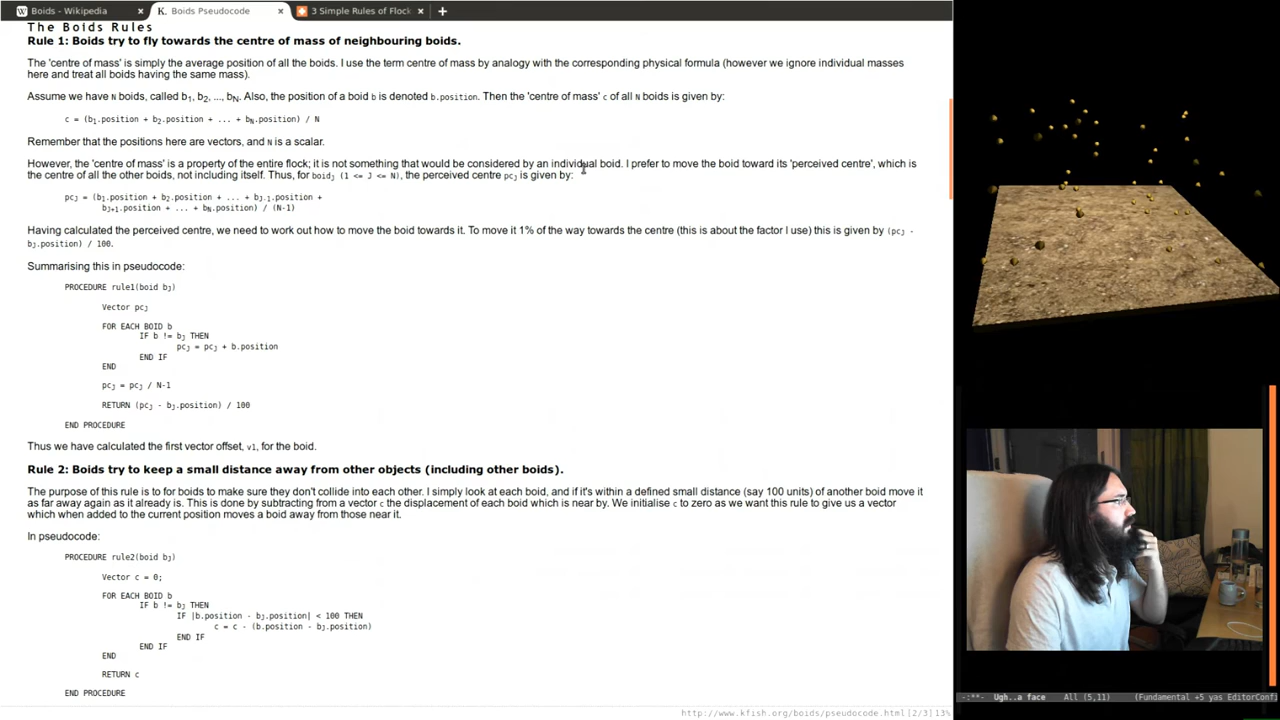 Boids - Wikipedia × K. Boids Pseudocode × 3 Simple Rules of Flock × +
The Boids Rules
Rule 1: Boids try to fly towards the centre of mass of neighbouring boids.
The 'centre of mass' is simply the average position of all the boids. I use the term centre of mass by analogy with the corresponding physical formula (however we ignore individual masses
here and treat all boids having the same mass).
Assume we have N boids, called b1, b2, ..., bN. Also, the position of a boid b is denoted b.position. Then the 'centre of mass' c of all N boids is given by:
c = (b1.position + b2.position + ... + bN.position) / N
Remember that the positions here are vectors, and N is a scalar.
However, the 'centre of mass' is a property of the entire flock; it is not something that would be considered by an individual boid. I prefer to move the boid toward its 'perceived centre', which is
the centre of all the other boids, not including itself. Thus, for boidJ (1 <= J <= N), the perceived centre pcJ is given by:
pcJ = (b1.position + b2.position + ... + bJ-1.position +
bJ+1.position + ... + bN.position) / (N-1)
Having calculated the perceived centre, we need to work out how to move the boid towards it. To move it 1% of the way towards the centre (this is about the factor I use) this is given by (pcJ -
bJ.position) / 100.
Summarising this in pseudocode:
PROCEDURE rule1(boid bJ)
Vector pcJ
FOR EACH BOID b
IF b != bJ THEN
pcJ = pcJ + b.position
END IF
END
pcJ = pcJ / N-1
RETURN (pcJ - bJ.position) / 100
END PROCEDURE
Thus we have calculated the first vector offset, v1, for the boid.
Rule 2: Boids try to keep a small distance away from other objects (including other boids).
The purpose of this rule is to for boids to make sure they don't collide into each other. I simply look at each boid, and if it's within a defined small distance (say 100 units) of another boid move it
as far away again as it already is. This is done by subtracting from a vector c the displacement of each boid which is near by. We initialise c to zero as we want this rule to give us a vector
which when added to the current position moves a boid away from those near it.
In pseudocode:
PROCEDURE rule2(boid bJ)
Vector c = 0;
FOR EACH BOID b
IF b != bJ THEN
IF |b.position - bJ.position| < 100 THEN
c = c - (b.position - bJ.position)
END IF
END IF
END
RETURN c
END PROCEDURE
-:**- Ugh..a face All (5,11) (Fundamental +5 yas EditorConfi
http://www.kfish.org/boids/pseudocode.html [2/3] 13%